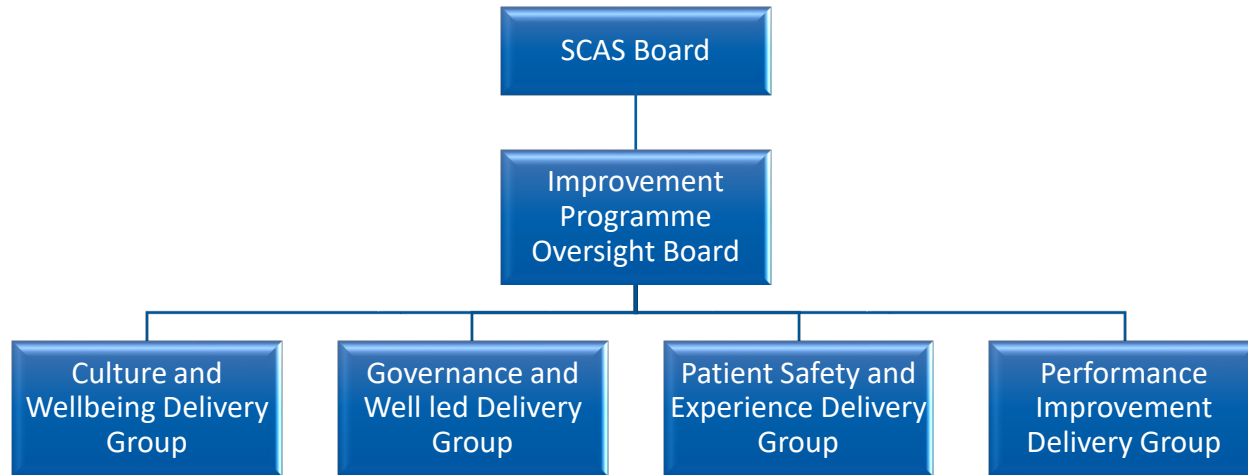 SCAS Board
Improvement
Programme
Oversight Board
Culture and
Wellbeing Delivery
Group
Governance and
Well led Delivery
Group
Patient Safety and
Experience Delivery
Group
Performance
Improvement
Delivery Group